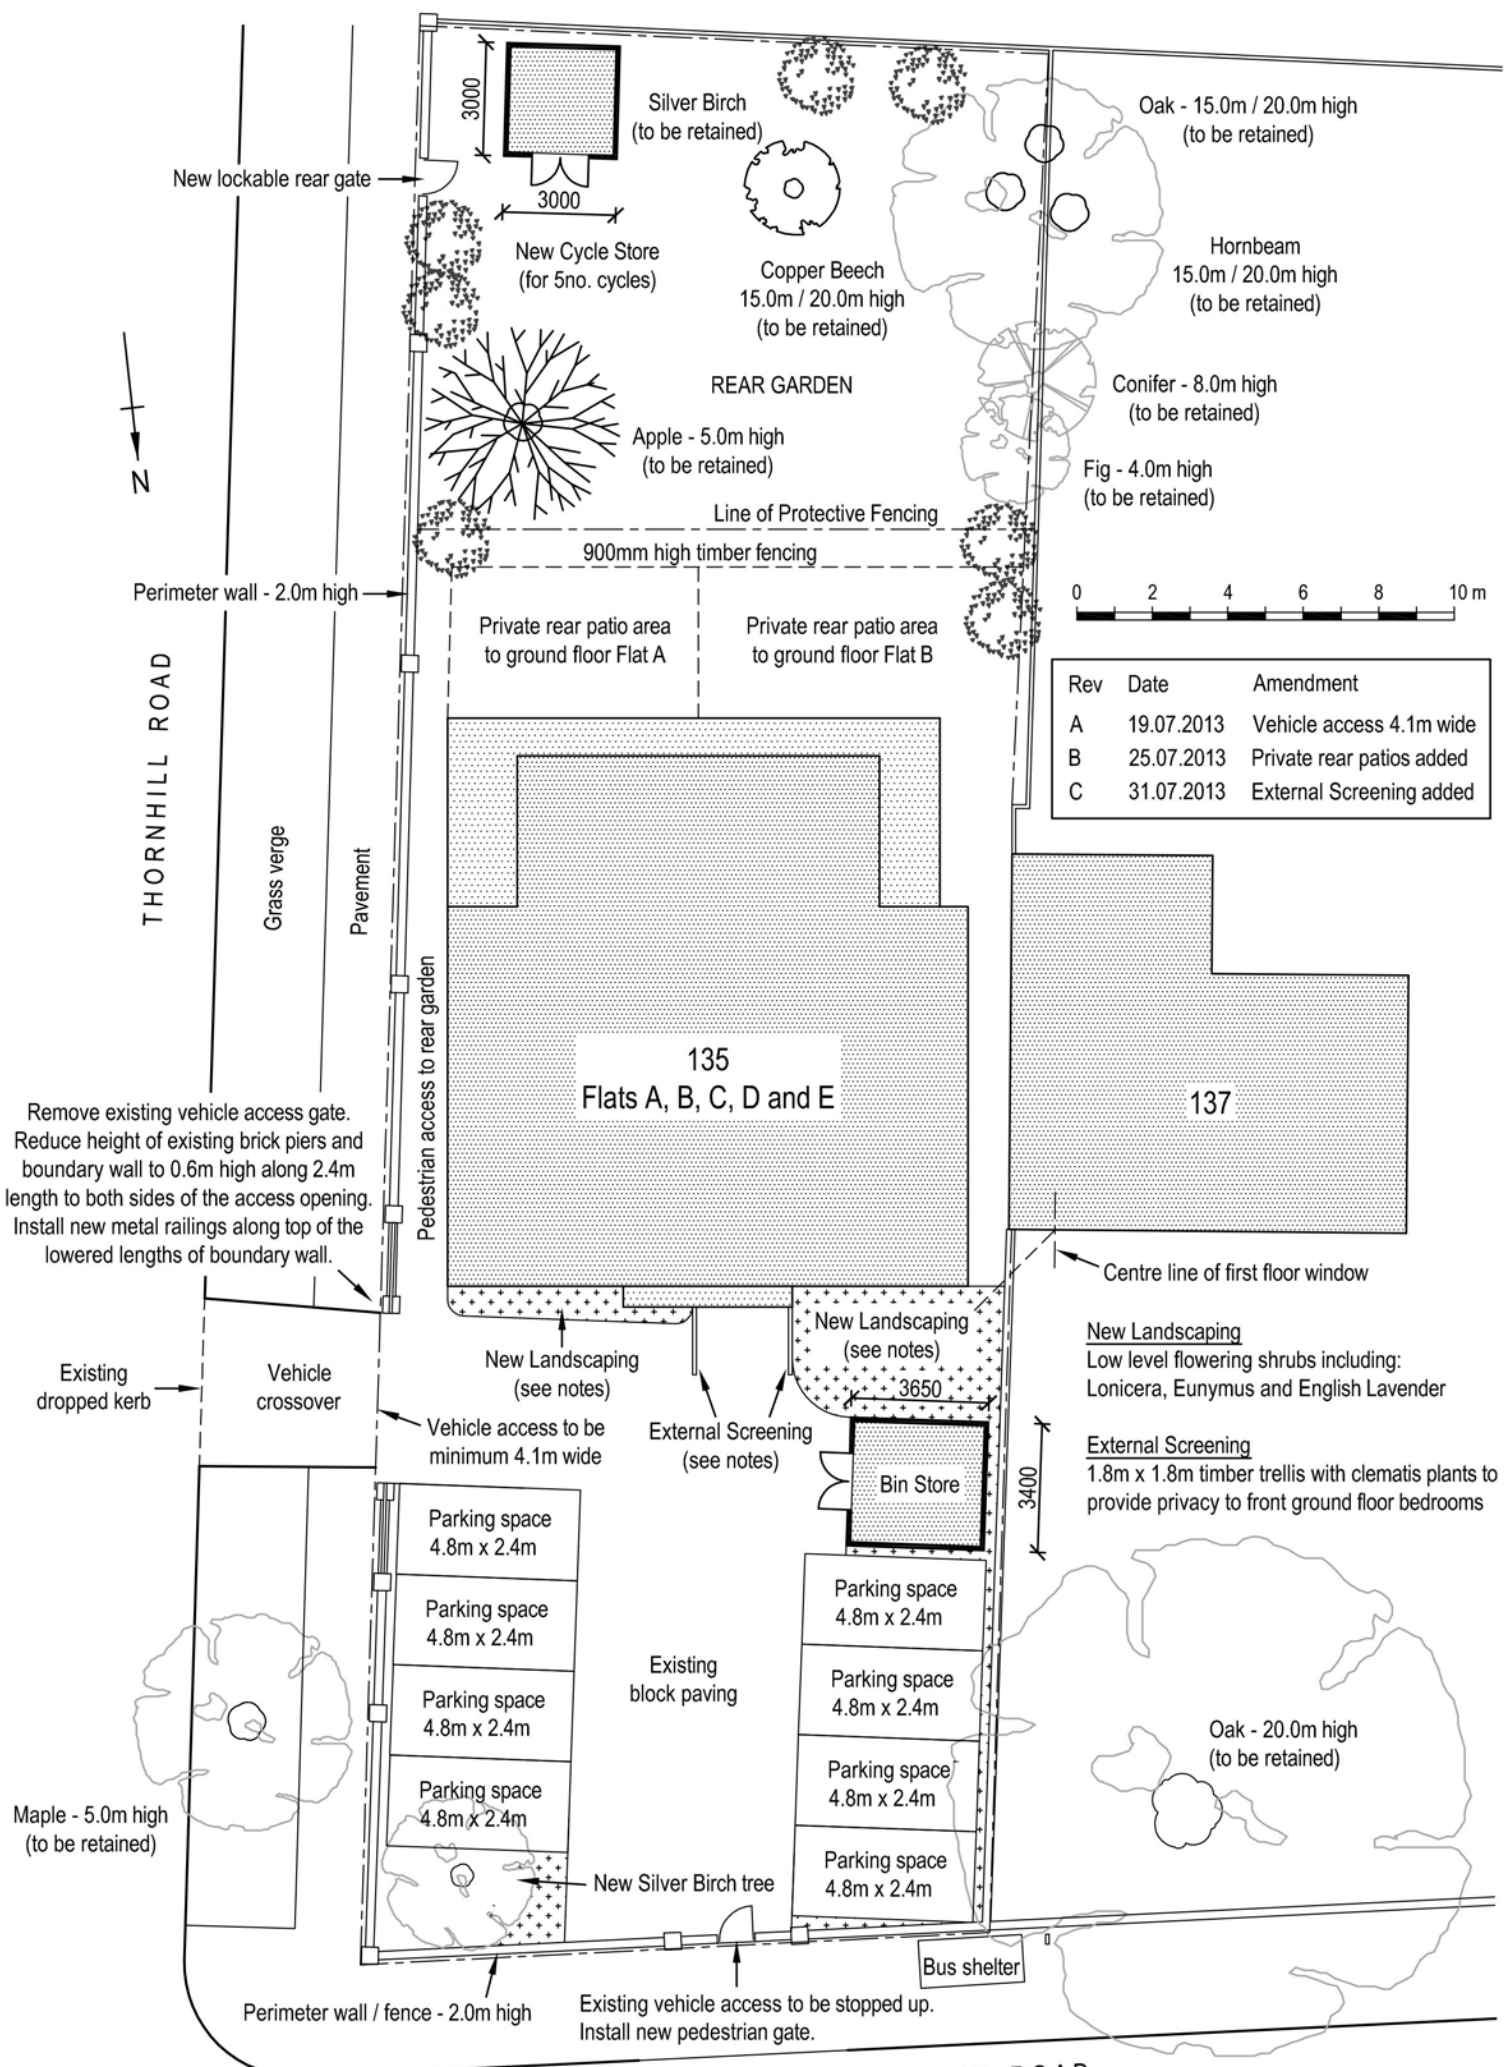 3000
Silver Birch
(to be retained)
Oak - 15.0m / 20.0m high
(to be retained)
New lockable rear gate
3000
New Cycle Store
(for 5no. cycles)
Copper Beech
15.0m / 20.0m high
(to be retained)
Hornbeam
15.0m / 20.0m high
(to be retained)
REAR GARDEN
Conifer - 8.0m high
(to be retained)
N
Apple - 5.0m high
(to be retained)
Fig - 4.0m high
(to be retained)
Line of Protective Fencing
900mm high timber fencing
Perimeter wall - 2.0m high
0 2 4 6 8 10 m
Private rear patio area
to ground floor Flat A
Private rear patio area
to ground floor Flat B
Rev Date Amendment
A 19.07.2013 Vehicle access 4.1m wide
B 25.07.2013 Private rear patios added
C 31.07.2013 External Screening added
THORNHILL ROAD
Grass verge
Pavement
Pedestrian access to rear garden
135
Flats A, B, C, D and E
137
Remove existing vehicle access gate.
Reduce height of existing brick piers and
boundary wall to 0.6m high along 2.4m
length to both sides of the access opening.
Install new metal railings along top of the
lowered lengths of boundary wall.
Centre line of first floor window
New Landscaping
(see notes)
New Landscaping
(see notes)
New Landscaping
Low level flowering shrubs including:
Lonicera, Eunymus and English Lavender
Existing
dropped kerb
Vehicle
crossover
3650
Vehicle access to be
minimum 4.1m wide
External Screening
(see notes)
External Screening
1.8m x 1.8m timber trellis with clematis plants to
provide privacy to front ground floor bedrooms
Bin Store
3400
Parking space
4.8m x 2.4m
Parking space
4.8m x 2.4m
Parking space
4.8m x 2.4m
Parking space
4.8m x 2.4m
Existing
block paving
Parking space
4.8m x 2.4m
Parking space
4.8m x 2.4m
Parking space
4.8m x 2.4m
Parking space
4.8m x 2.4m
Oak - 20.0m high
(to be retained)
Maple - 5.0m high
(to be retained)
New Silver Birch tree
Bus shelter
Perimeter wall / fence - 2.0m high
Existing vehicle access to be stopped up.
Install new pedestrian gate.